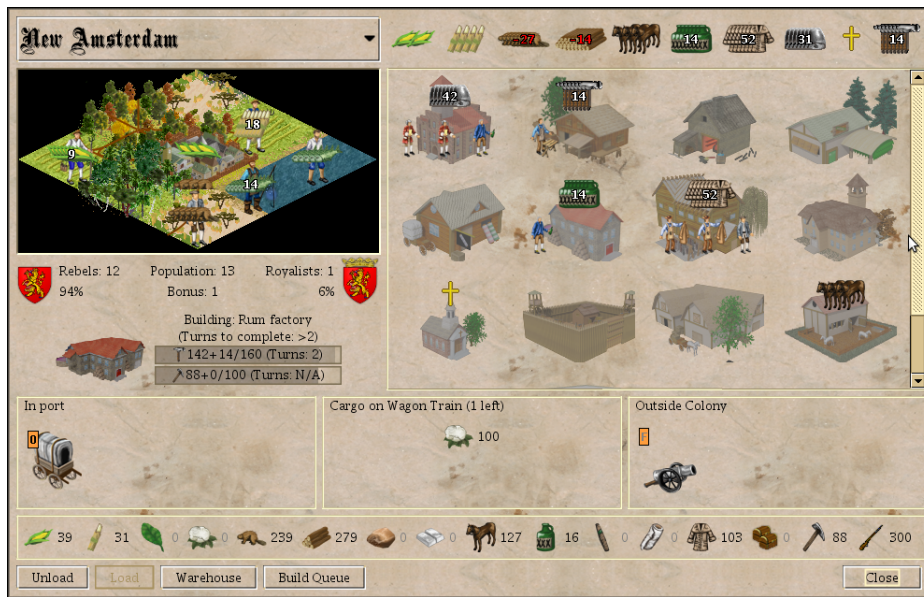 New Amsterdam
-27 -14 14 52 31 14
42 14
18
9
14
14 52
Rebels: 12 Population: 13 Royalists: 1
94% Bonus: 1 6%
Building: Rum factory
(Turns to complete: >2)
142+14/160 (Turns: 2)
88+0/100 (Turns: N/A)
In port Cargo on Wagon Train (1 left) Outside Colony
0 100 F
39 31 0 0 239 279 0 0 127 16 0 0 103 0 88 300
Unload Load Warehouse Build Queue Close